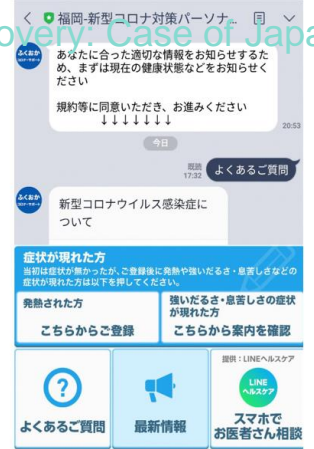 overy: Case of Japa
福岡-新型コロナ対策パーソナ...
ふくおか
あなたに合った適切な情報をお知らせするた
め、まずは現在の健康状態などをお知らせく
ださい
規約等に同意いただき、お進みください
↓↓↓↓↓↓↓
20:53
今日
既読
17:32
よくあるご質問
ふくおか
新型コロナウイルス感染症に
ついて
症状が現れた方
当初は症状が無かったが、ご登録後に発熱や強いだるさ・息苦しさなどの
症状が現れた方は以下を押してください。
発熱された方
こちらからご登録
強いだるさ・息苦しさの症状
が現れた方
こちらから案内を確認
よくあるご質問
最新情報
提供：LINEヘルスケア
LINE
ヘルスケア
スマホで
お医者さん相談